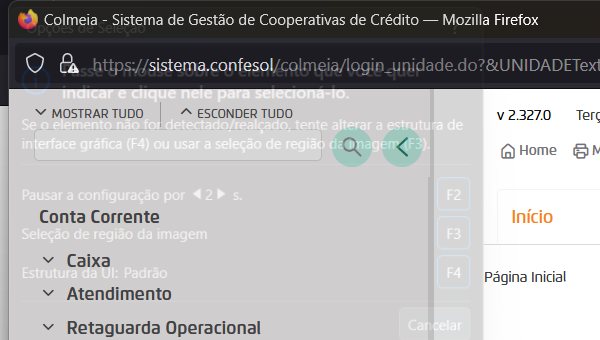 Colmeia - Sistema de Gestão de Cooperativas de Crédito — Mozilla Firefox
Opções de Seleção
https://sistema.confesol/colmeia/login_unidade.do?&UNIDADEText
Passe o mouse sobre o elemento que você quer
indicar e clique nele para selecioná-lo.
MOSTRAR TUDO
ESCONDER TUDO
v 2.327.0
Terç
Se o elemento não for detectado/realçado, tente alterar a estrutura de
interface gráfica (F4) ou usar a seleção de região da imagem (F3).
Home
M
Pausar a configuração por 2 s.
F2
Conta Corrente
Início
Seleção de região da imagem
F3
Caixa
Estrutura da UI: Padrão
F4
Página Inicial
Atendimento
Retaguarda Operacional
Cancelar